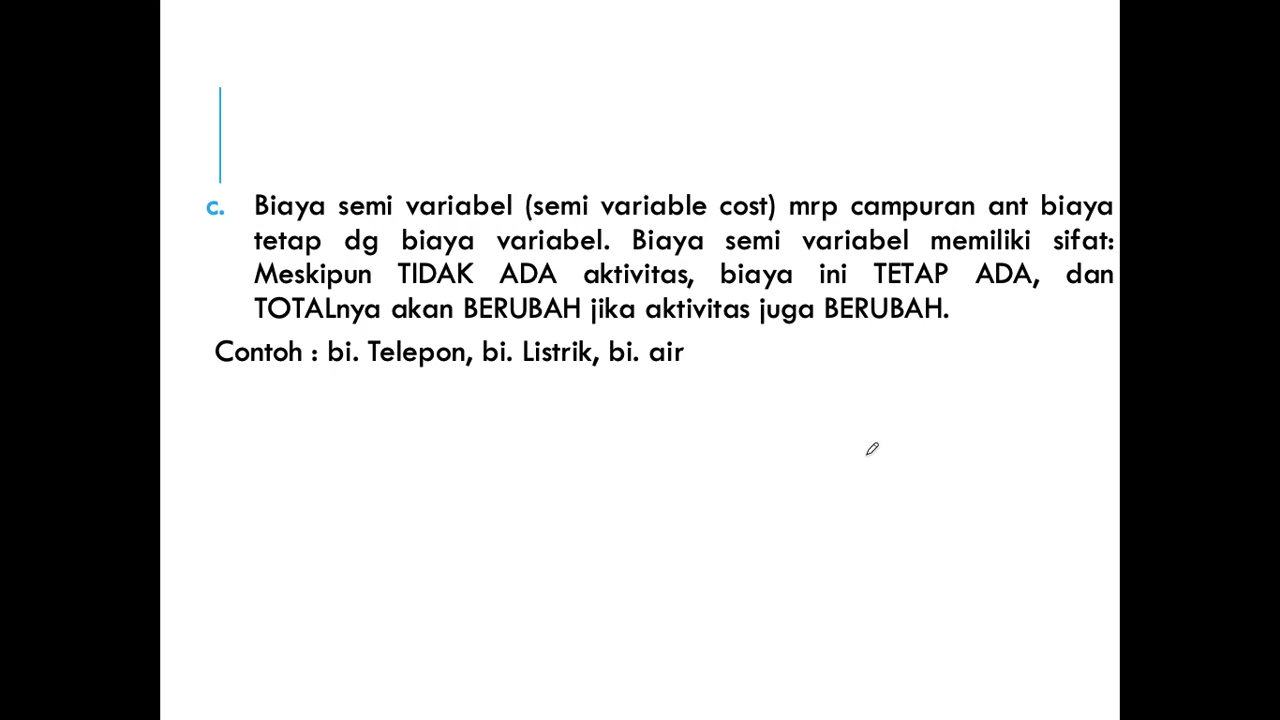 c. Biaya semi variabel (semi variable cost) mrp campuran ant biaya
tetap dg biaya variabel. Biaya semi variabel memiliki sifat:
Meskipun TIDAK ADA aktivitas, biaya ini TETAP ADA, dan
TOTALnya akan BERUBAH jika aktivitas juga BERUBAH.
Contoh : bi. Telepon, bi. Listrik, bi. air